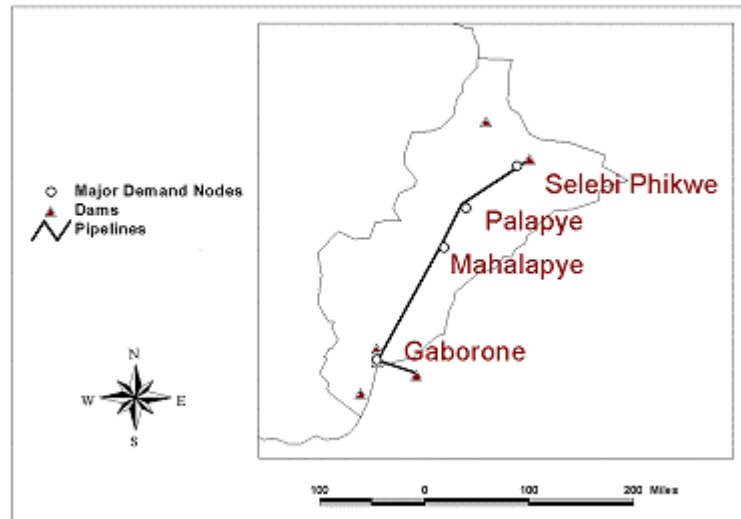 Major Demand Nodes
Dams
Pipelines
Selebi Phikwe
Palapye
Mahalapye
Gaborone
N
W E
S
100 0 100 200 Miles